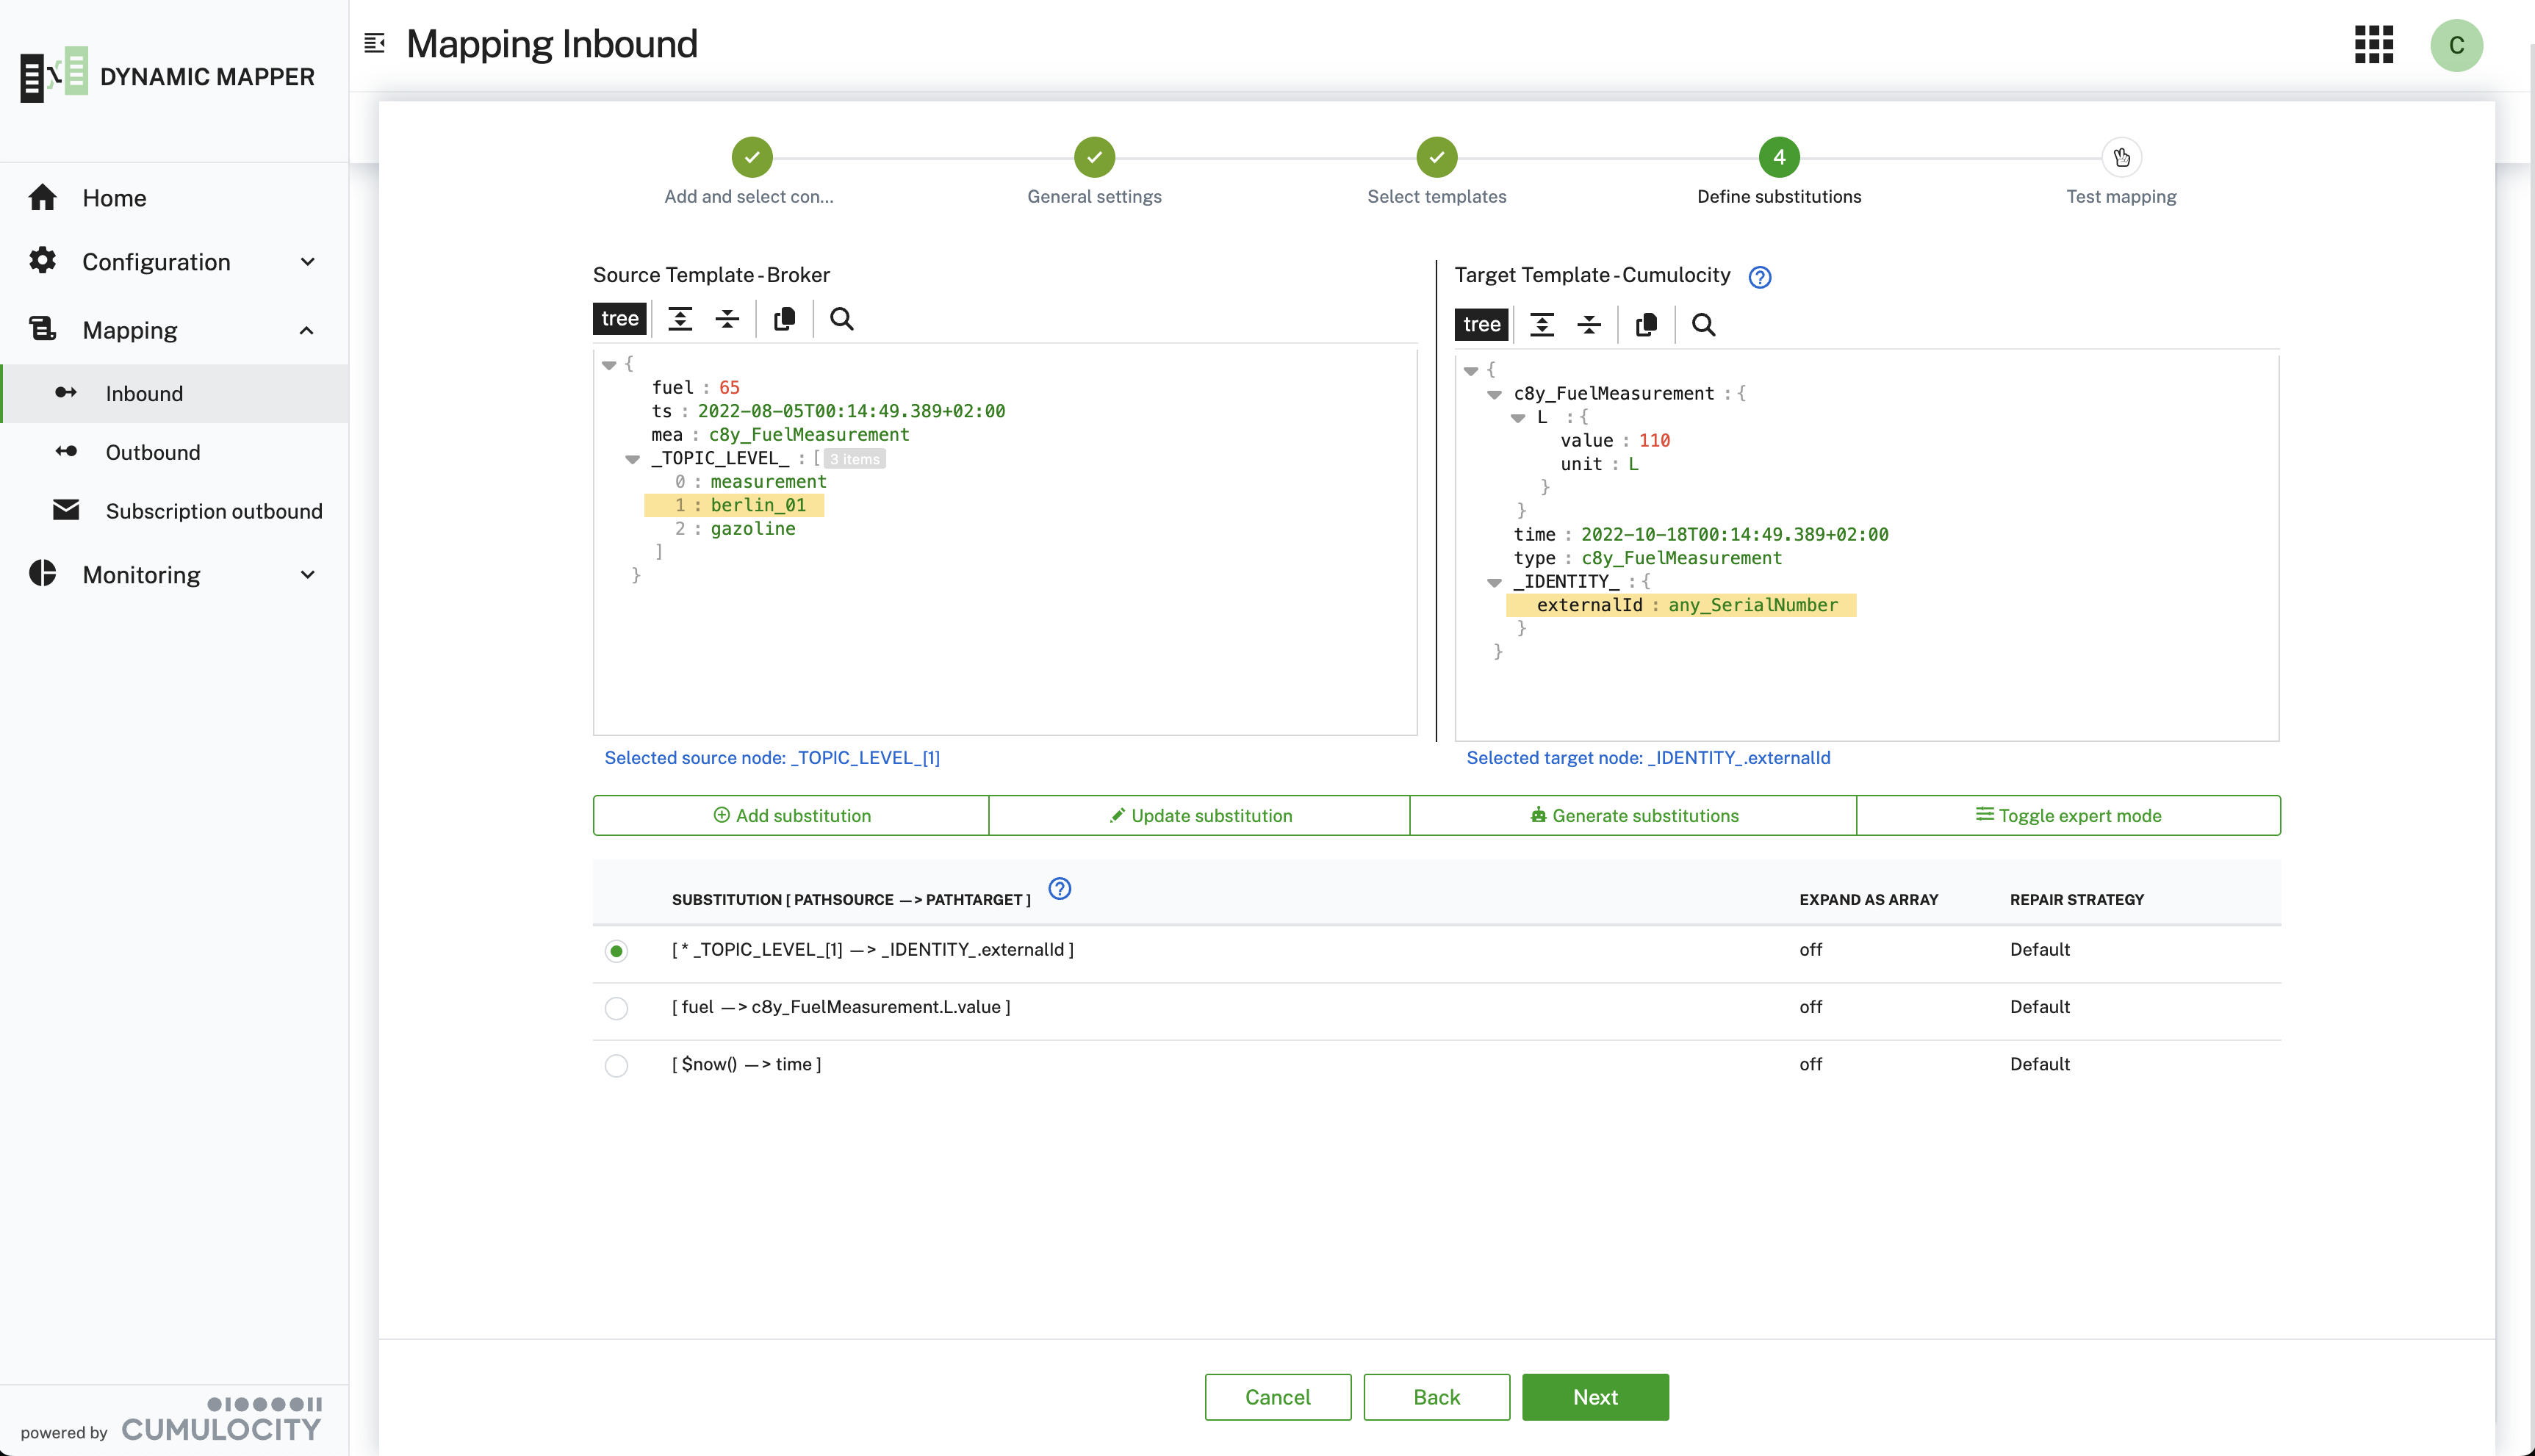 DYNAMIC MAPPER
Home
Configuration
Mapping
Inbound
Outbound
Subscription outbound
Monitoring
powered by CUMULOCITY
Mapping Inbound
C
4
Add and select con...
General settings
Select templates
Define substitutions
Test mapping
Source Template - Broker
tree
{
fuel : 65
ts : 2022-08-05T00:14:49.389+02:00
mea : c8y_FuelMeasurement
_TOPIC_LEVEL_ : [ 3 items
0 : measurement
1 : berlin_01
2 : gazoline
]
}
Selected source node: _TOPIC_LEVEL_[1]
Target Template - Cumulocity ?
tree
{
c8y_FuelMeasurement : {
L : {
value : 110
unit : L
}
}
time : 2022-10-18T00:14:49.389+02:00
type : c8y_FuelMeasurement
_IDENTITY_ : {
externalId : any_SerialNumber
}
}
Selected target node: _IDENTITY_.externalId
Add substitution
Update substitution
Generate substitutions
Toggle expert mode
SUBSTITUTION [ PATHSOURCE —> PATHTARGET ] ? EXPAND AS ARRAY REPAIR STRATEGY
[ * _TOPIC_LEVEL_[1] —> _IDENTITY_.externalId ] off Default
[ fuel —> c8y_FuelMeasurement.L.value ] off Default
[ $now() —> time ] off Default
Cancel
Back
Next